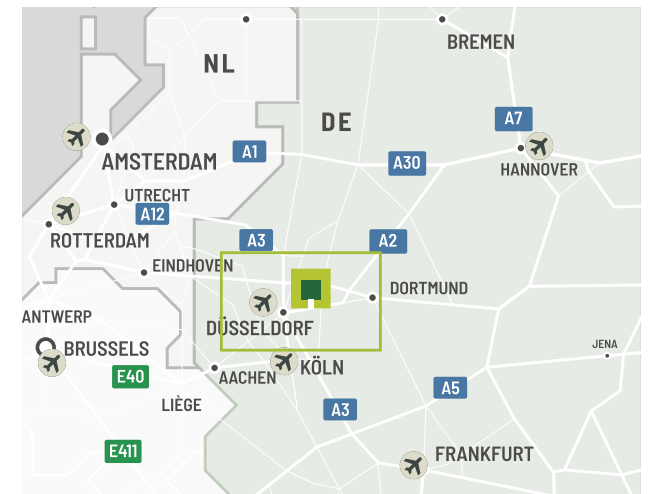 BREMEN
NL
DE
A7
AMSTERDAM
A1
A30
HANNOVER
UTRECHT
A12
ROTTERDAM
A3
A2
EINDHOVEN
DORTMUND
ANTWERP
DÜSSELDORF
BRUSSELS
JENA
E40
AACHEN
KÖLN
A5
LIÈGE
A3
E411
FRANKFURT